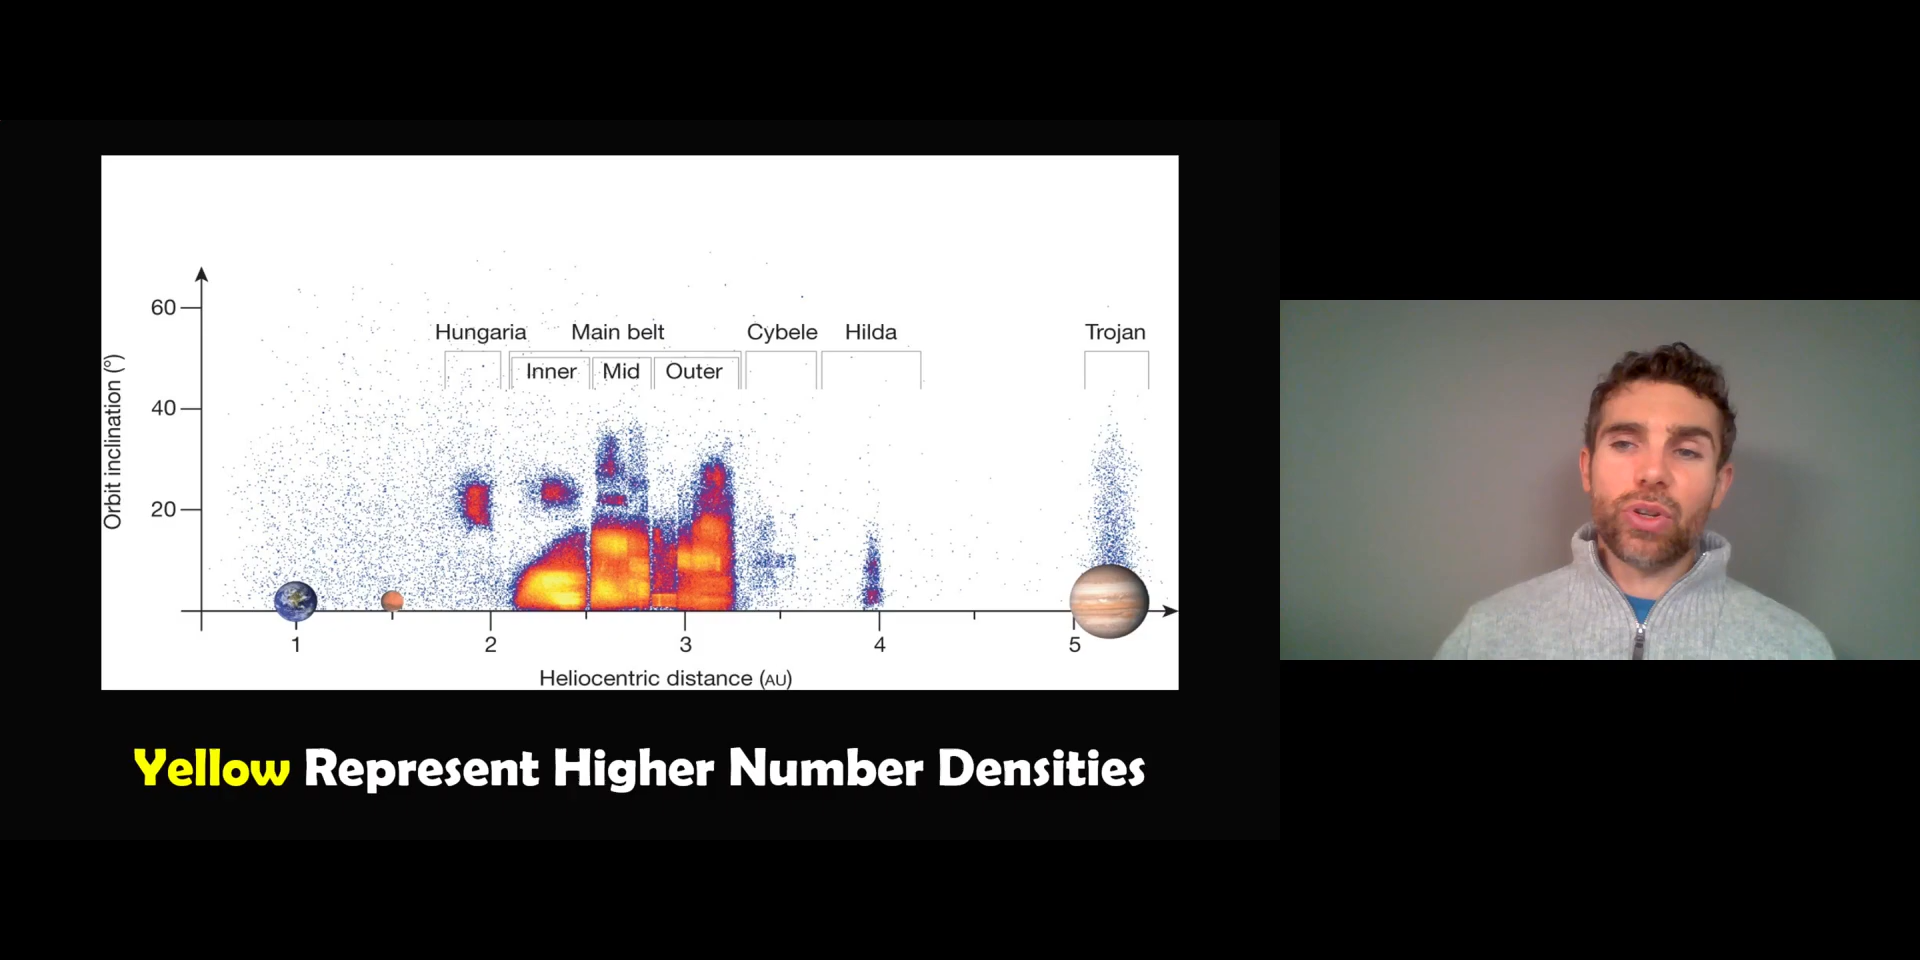 60
Hungaria Main belt Cybele Hilda Trojan
Inner Mid Outer
40
Orbit inclination (°)
20
1 2 3 4 5
Heliocentric distance (AU)
Yellow Represent Higher Number Densities